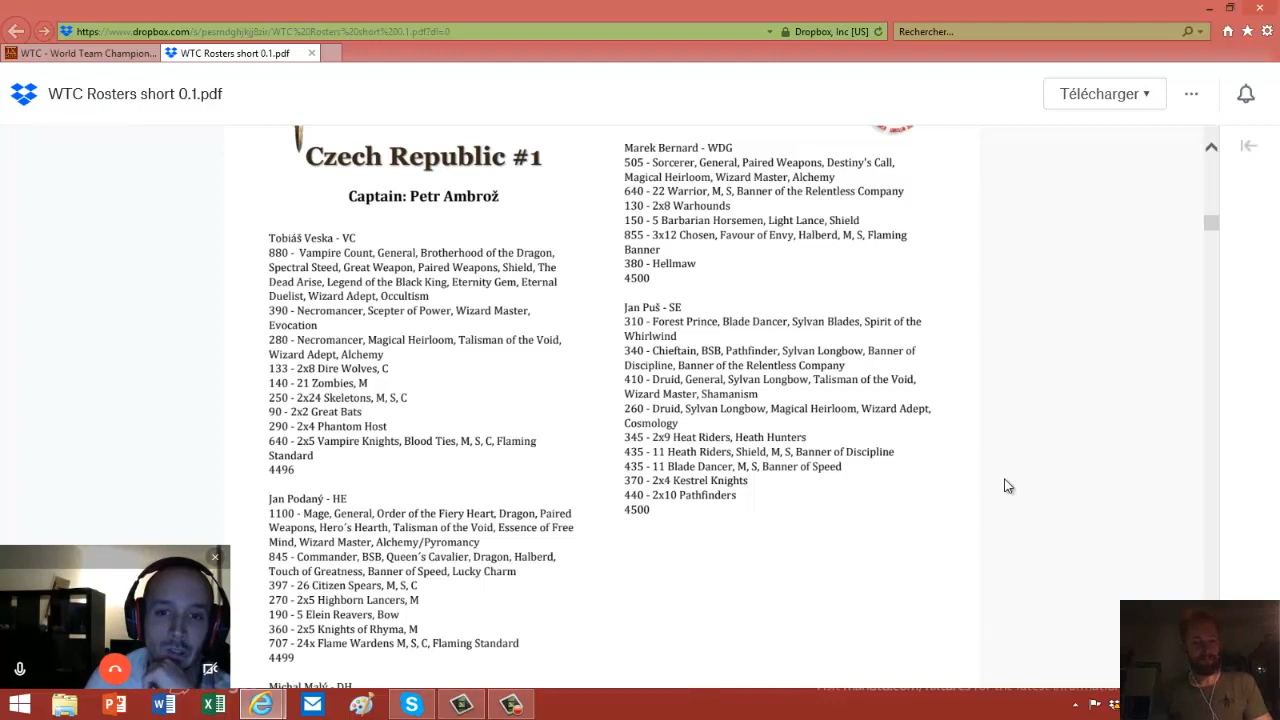 https://www.dropbox.com/s/pesmdghjkjj8zir/WTC%20Rosters%20short%200.1.pdf?dl=0
Dropbox, Inc [US]
Rechercher...
WTC - World Team Champion...
WTC Rosters short 0.1.pdf
WTC Rosters short 0.1.pdf
Télécharger
Czech Republic #1
Captain: Petr Ambrož
Tobiáš Veska - VC
880 - Vampire Count, General, Brotherhood of the Dragon,
Spectral Steed, Great Weapon, Paired Weapons, Shield, The
Dead Arise, Legend of the Black King, Eternity Gem, Eternal
Duelist, Wizard Adept, Occultism
390 - Necromancer, Scepter of Power, Wizard Master,
Evocation
280 - Necromancer, Magical Heirloom, Talisman of the Void,
Wizard Adept, Alchemy
133 - 2x8 Dire Wolves, C
140 - 21 Zombies, M
250 - 2x24 Skeletons, M, S, C
90 - 2x2 Great Bats
290 - 2x4 Phantom Host
640 - 2x5 Vampire Knights, Blood Ties, M, S, C, Flaming
Standard
4496
Jan Podaný - HE
1100 - Mage, General, Order of the Fiery Heart, Dragon, Paired
Weapons, Hero´s Hearth, Talisman of the Void, Essence of Free
Mind, Wizard Master, Alchemy/Pyromancy
845 - Commander, BSB, Queen´s Cavalier, Dragon, Halberd,
Touch of Greatness, Banner of Speed, Lucky Charm
397 - 26 Citizen Spears, M, S, C
270 - 2x5 Highborn Lancers, M
190 - 5 Elein Reavers, Bow
360 - 2x5 Knights of Rhyma, M
707 - 24x Flame Wardens M, S, C, Flaming Standard
4499
Michal Malý - DH
Marek Bernard - WDG
505 - Sorcerer, General, Paired Weapons, Destiny's Call,
Magical Heirloom, Wizard Master, Alchemy
640 - 22 Warrior, M, S, Banner of the Relentless Company
130 - 2x8 Warhounds
150 - 5 Barbarian Horsemen, Light Lance, Shield
855 - 3x12 Chosen, Favour of Envy, Halberd, M, S, Flaming
Banner
380 - Hellmaw
4500
Jan Puš - SE
310 - Forest Prince, Blade Dancer, Sylvan Blades, Spirit of the
Whirlwind
340 - Chieftain, BSB, Pathfinder, Sylvan Longbow, Banner of
Discipline, Banner of the Relentless Company
410 - Druid, General, Sylvan Longbow, Talisman of the Void,
Wizard Master, Shamanism
260 - Druid, Sylvan Longbow, Magical Heirloom, Wizard Adept,
Cosmology
345 - 2x9 Heat Riders, Heath Hunters
435 - 11 Heath Riders, Shield, M, S, Banner of Discipline
435 - 11 Blade Dancer, M, S, Banner of Speed
370 - 2x4 Kestrel Knights
440 - 2x10 Pathfinders
4500